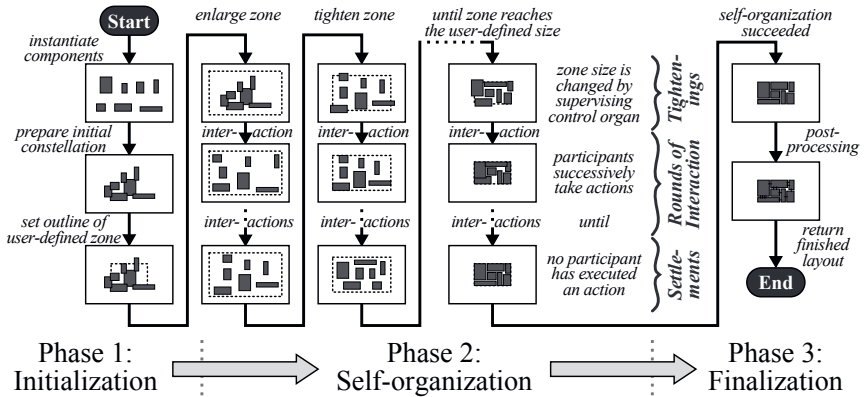 Start
instantiate
components
prepare initial
constellation
set outline of
user-defined zone
enlarge zone
inter- action
inter- actions
tighten zone
inter- action
inter- actions
until zone reaches
the user-defined size
inter- action
inter- actions
zone size is
changed by
supervising
control organ
participants
successively
take actions
until
no participant
has executed
an action
Tighten-
ings
Rounds of
Interaction
Settle-
ments
self-organization
succeeded
post-
processing
return
finished
layout
End
Phase 1:
Initialization
Phase 2:
Self-organization
Phase 3:
Finalization